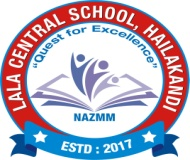 LALA CENTRAL SCHOOL, HAILAKANDI
"Quest for Excellence"
NAZMM
ESTD : 2017